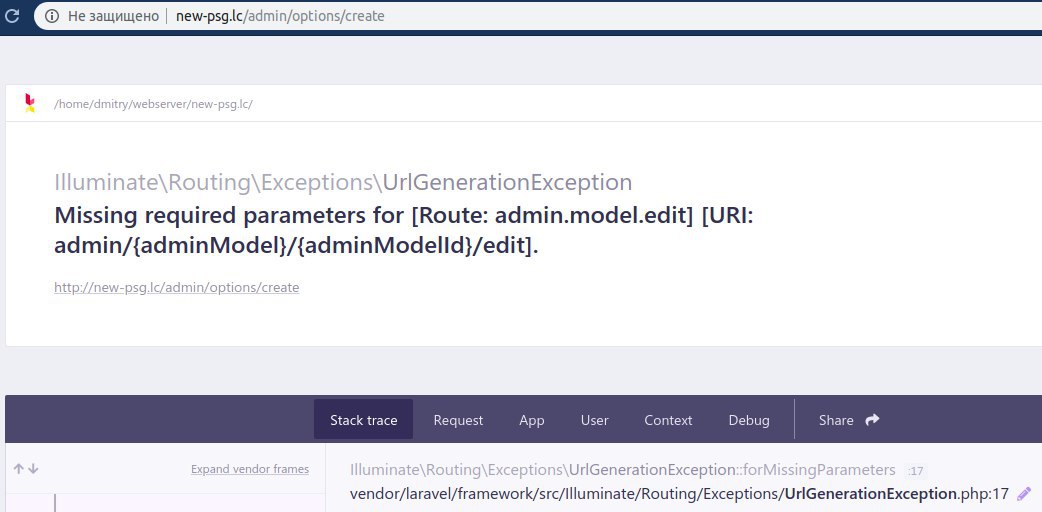 Не защищено new-psg.lc/admin/options/create
/home/dmitry/webserver/new-psg.lc/
Illuminate\Routing\Exceptions\UrlGenerationException
Missing required parameters for [Route: admin.model.edit] [URI:
admin/{adminModel}/{adminModelId}/edit].
http://new-psg.lc/admin/options/create
Stack trace Request App User Context Debug Share
Expand vendor frames
Illuminate\Routing\Exceptions\UrlGenerationException::forMissingParameters :17
vendor/laravel/framework/src/Illuminate/Routing/Exceptions/UrlGenerationException.php:17